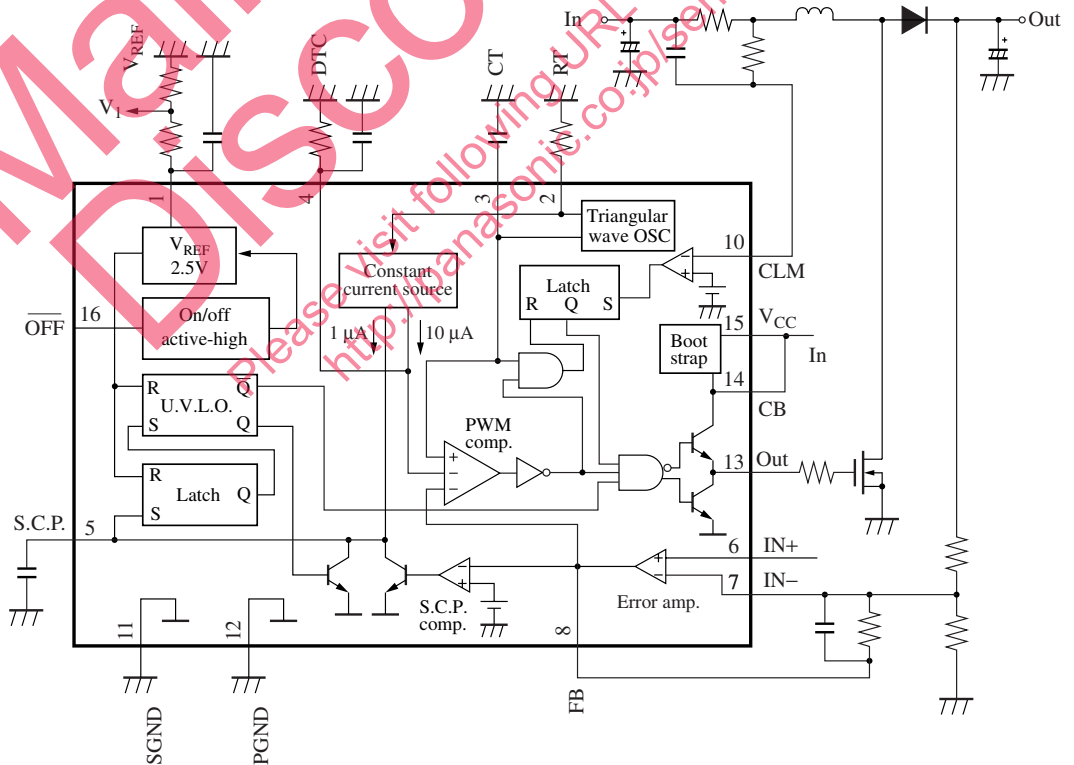 In
Out
VREF
DTC
CT
RT
V1
1
4
3
2
VREF
2.5V
Constant
current source
Triangular
wave OSC
10
CLM
Latch
R Q S
OFF
16
On/off
active-high
1 μA
10 μA
Boot
strap
15
VCC
In
14
CB
R Q̅
U.V.L.O.
S Q
PWM
comp.
+
−
−
13
Out
R
Latch Q
S
S.C.P.
5
6
IN+
7
IN−
Error amp.
S.C.P.
comp.
11
12
8
SGND
PGND
FB
Please visit following URL
http://panasonic.co.jp/sem
Disco